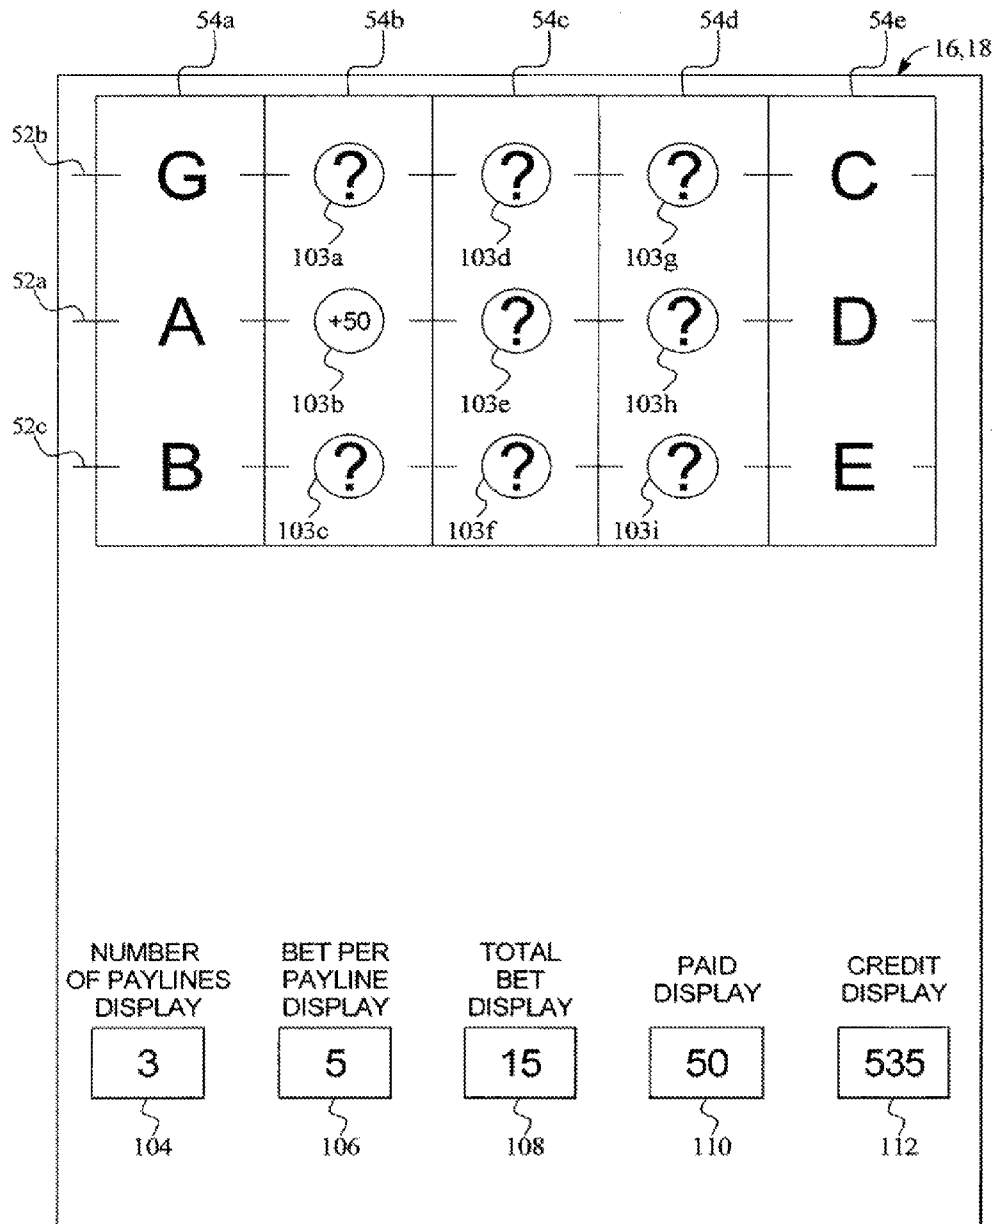 54a 54b 54c 54d 54e
16,18
52b
G ? ? ? C
103a 103d 103g
52a
A +50 ? ? D
103b 103e 103h
52c
B ? ? ? E
103c 103f 103i
NUMBER OF PAYLINES DISPLAY
BET PER PAYLINE DISPLAY
TOTAL BET DISPLAY
PAID DISPLAY
CREDIT DISPLAY
3 5 15 50 535
104 106 108 110 112